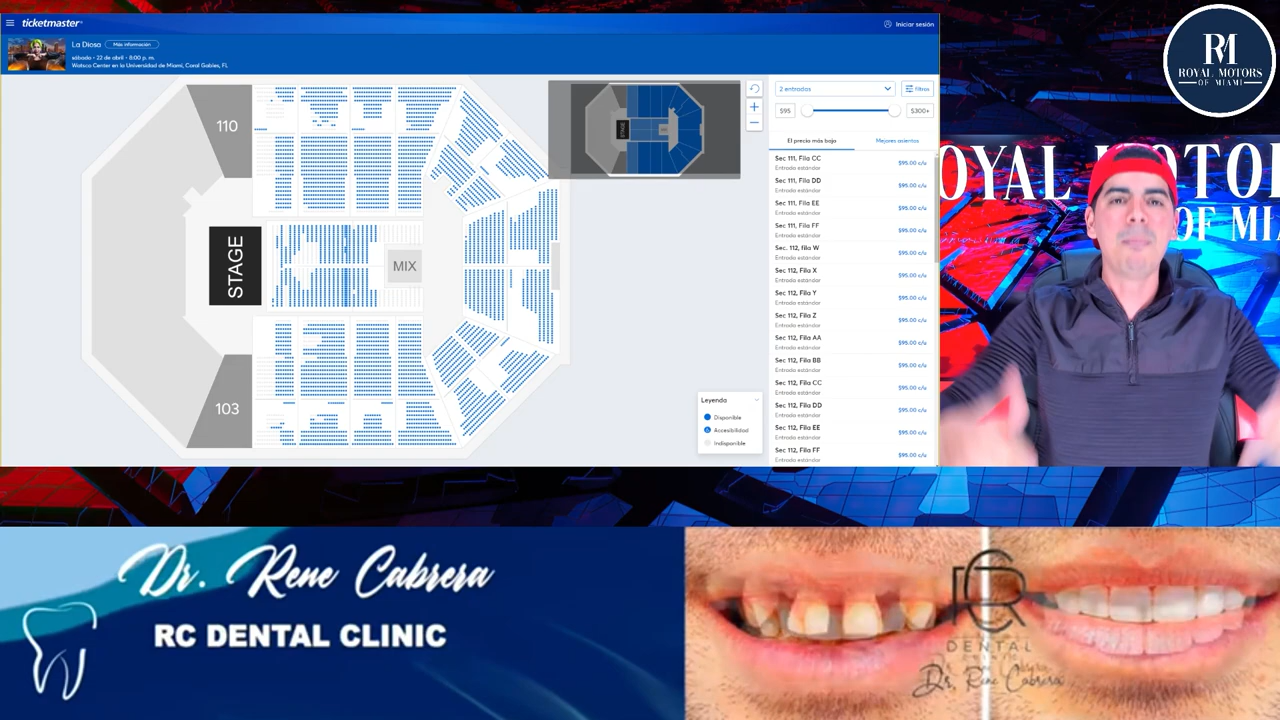 ticketmaster
Iniciar sesión
La Diosa
Más información
sábado • 22 de abril • 8:00 p. m.
Watsco Center en la Universidad de Miami, Coral Gables, FL
110
STAGE
MIX
103
STAGE
MIX
Leyenda
Disponible
Accesibilidad
Indisponible
2 entradas
Filtros
$95
$300+
El precio más bajo
Mejores asientos
Sec 111, Fila CC
Entrada estándar
$95.00 c/u
Sec 111, Fila DD
Entrada estándar
$95.00 c/u
Sec 111, Fila EE
Entrada estándar
$95.00 c/u
Sec 111, Fila FF
Entrada estándar
$95.00 c/u
Sec. 112, fila W
Entrada estándar
$95.00 c/u
Sec 112, Fila X
Entrada estándar
$95.00 c/u
Sec 112, Fila Y
Entrada estándar
$95.00 c/u
Sec 112, Fila Z
Entrada estándar
$95.00 c/u
Sec 112, Fila AA
Entrada estándar
$95.00 c/u
Sec 112, Fila BB
Entrada estándar
$95.00 c/u
Sec 112, Fila CC
Entrada estándar
$95.00 c/u
Sec 112, Fila DD
Entrada estándar
$95.00 c/u
Sec 112, Fila EE
Entrada estándar
$95.00 c/u
Sec 112, Fila FF
Entrada estándar
$95.00 c/u
RM
ROYAL MOTORS
OF MIAMI
OYAL MOTOR
OF MIA
Dr. Rene Cabrera
RC DENTAL CLINIC
RC
DENTAL
Dr. Rene Cabrera